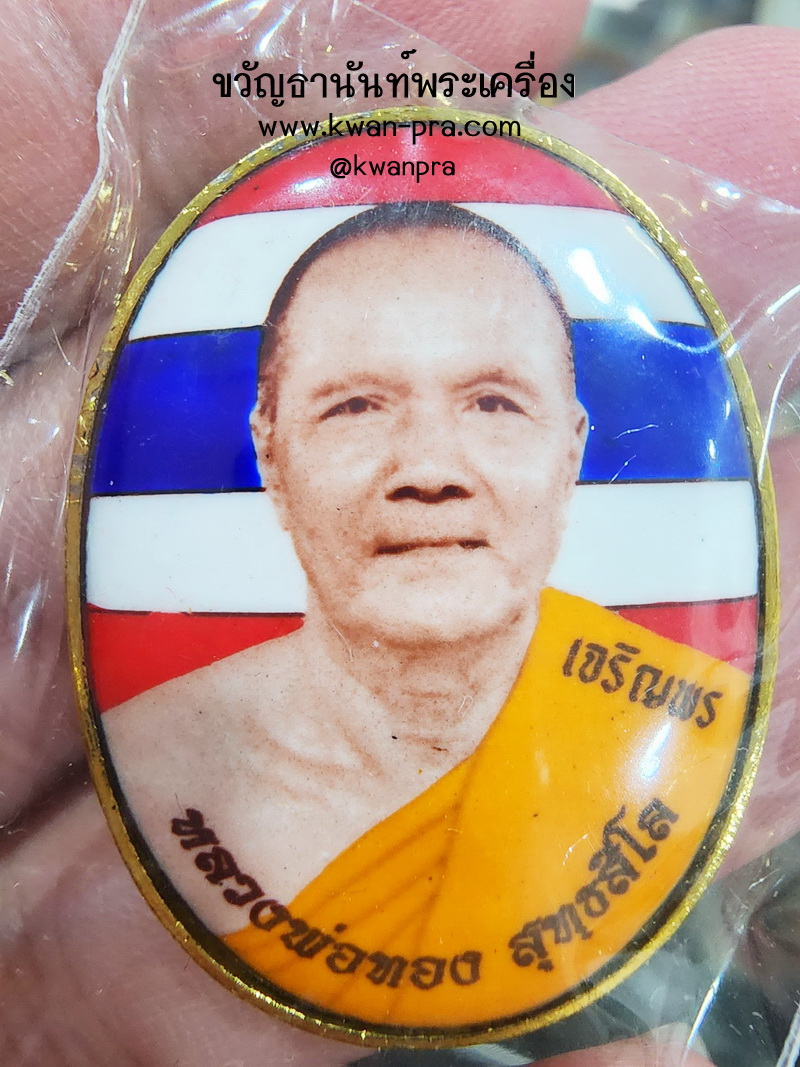 ขวัญธานันท์พระเครื่อง
www.kwan-pra.com
@kwanpra
เจริญพร
หลวงพ่อทอง สุทฺธสีโล